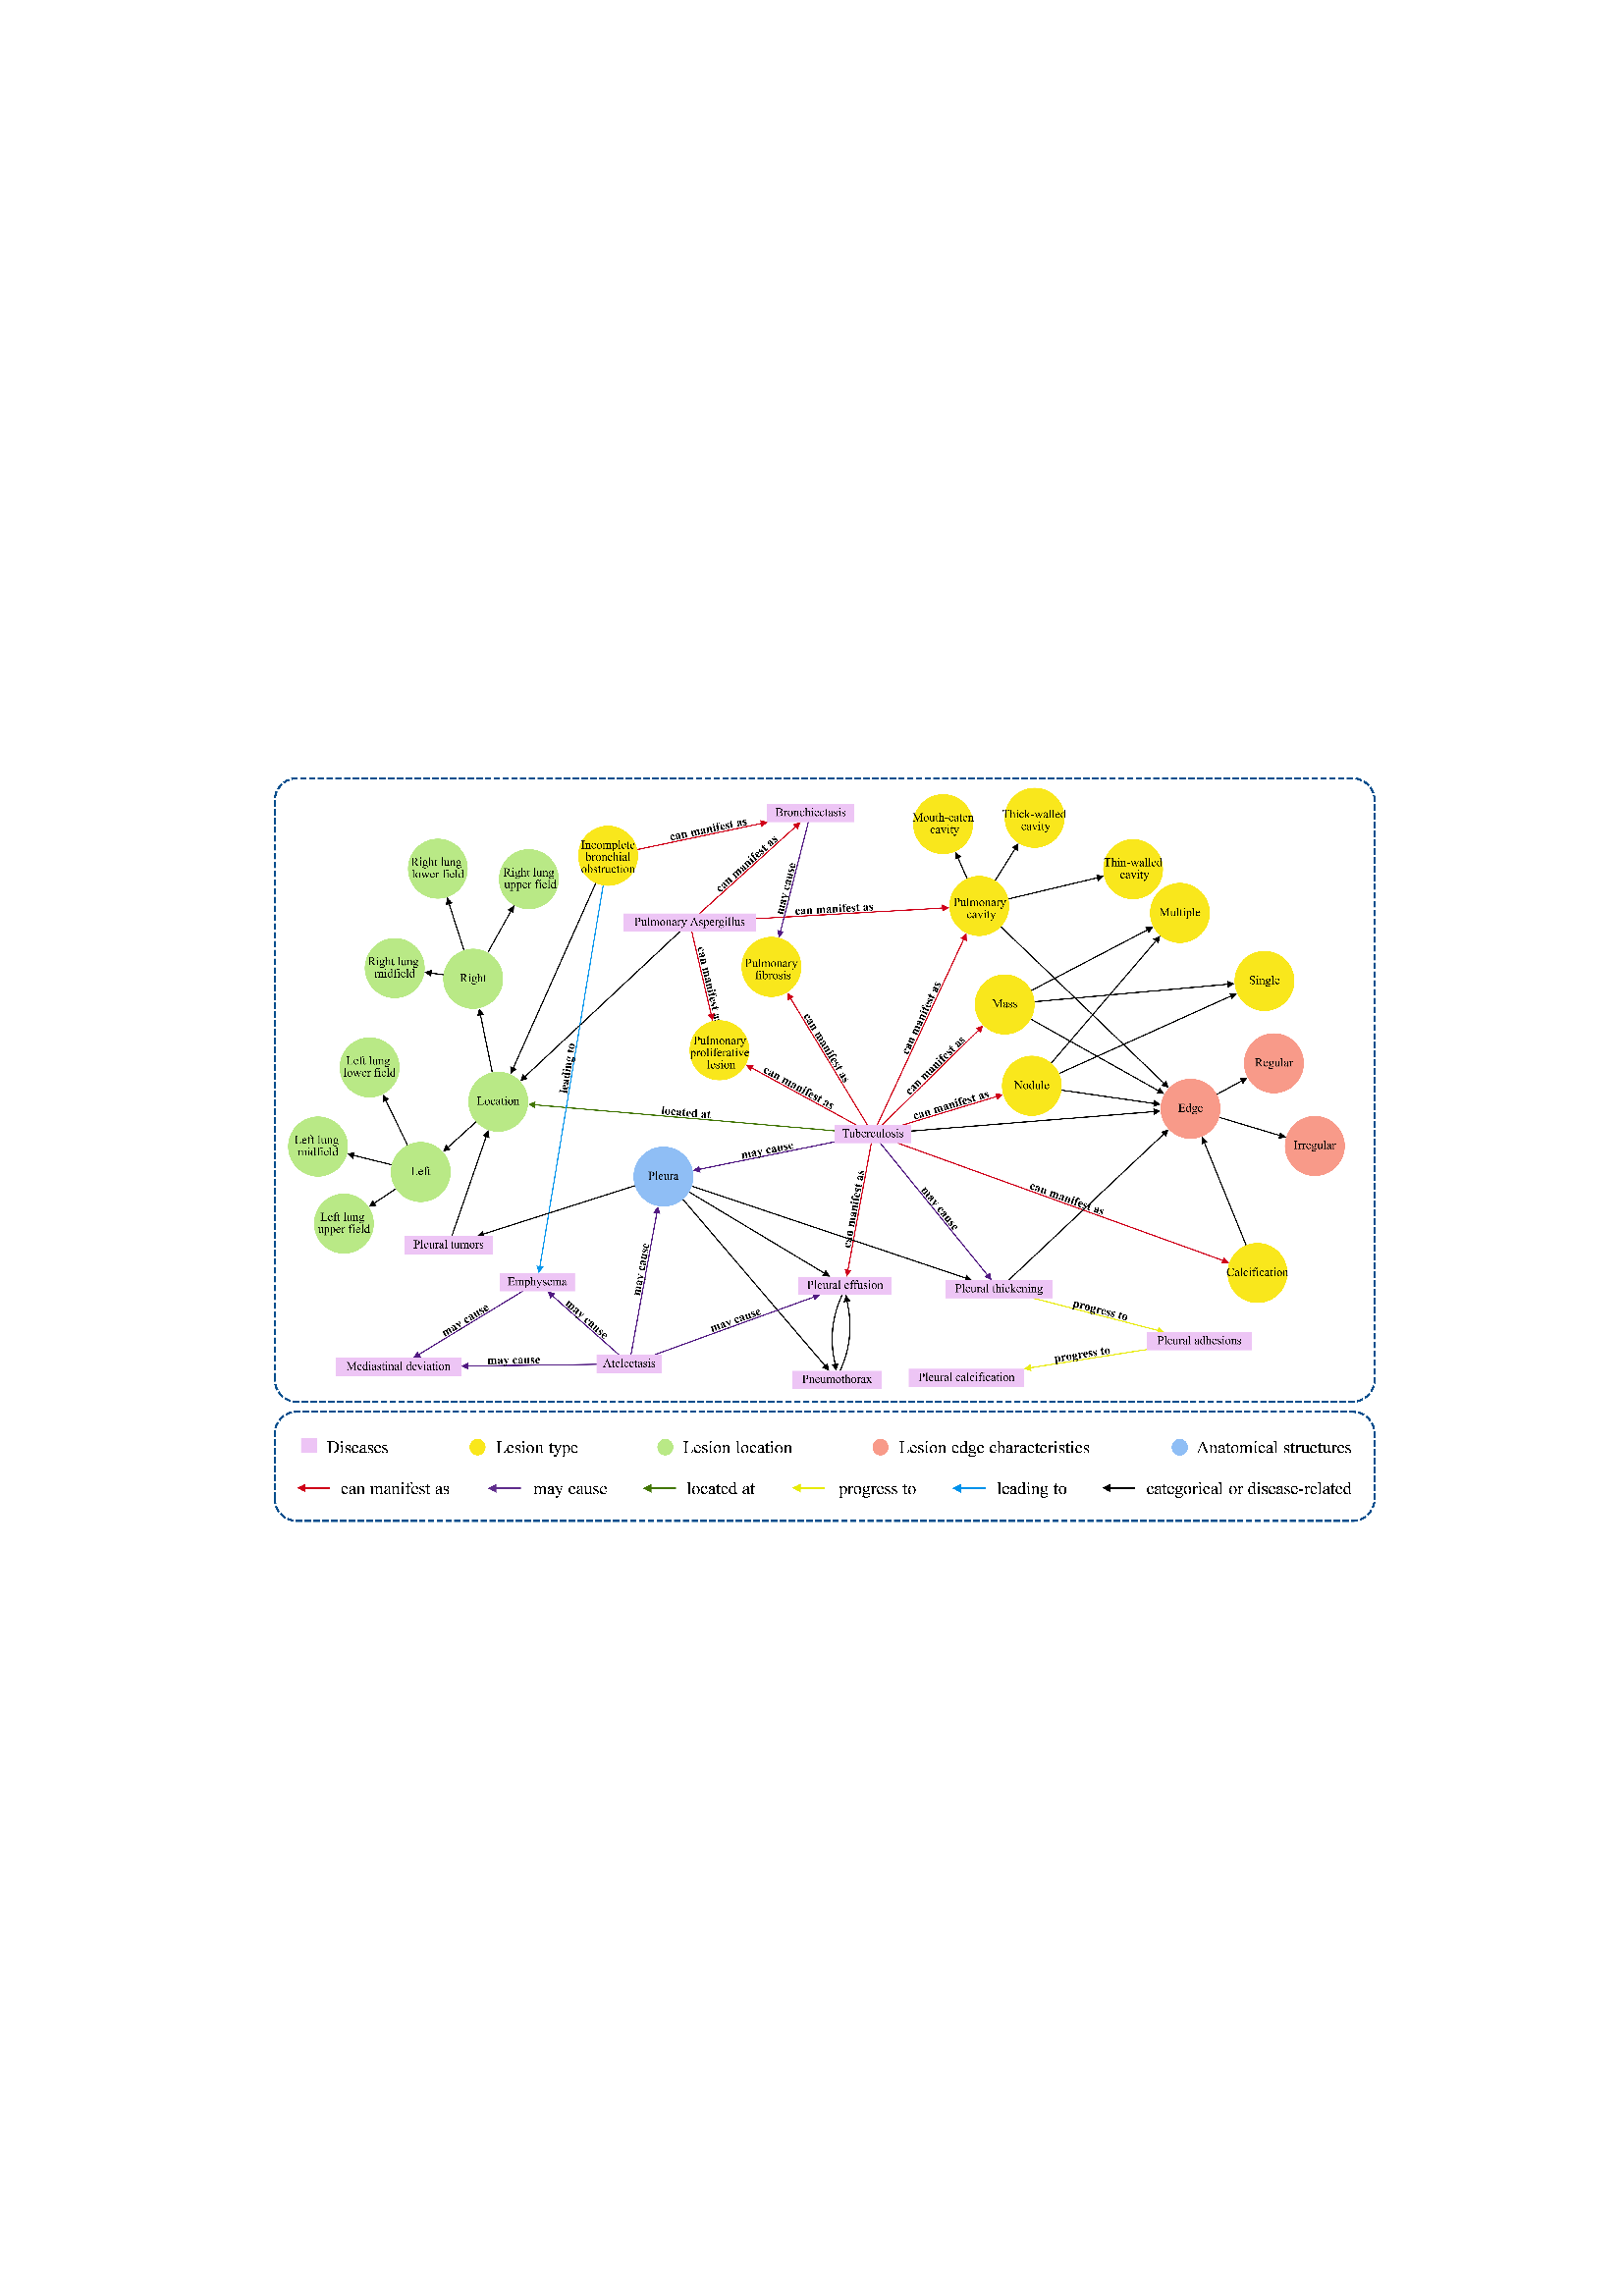 Bronchiectasis
Mouth-eaten
cavity
Thick-walled
cavity
Incomplete
bronchial
obstruction
can manifest as
Right lung
lower field
Right lung
upper field
Thin-walled
cavity
can manifest as
may cause
Pulmonary
cavity
Multiple
Pulmonary Aspergillus
can manifest as
Right lung
midfield
Right
can manifest as
Pulmonary
fibrosis
Single
Mass
can manifest as
can manifest as
Pulmonary
proliferative
lesion
can manifest as
Left lung
lower field
leading to
Regular
Nodule
can manifest as
can manifest as
Location
located at
Edge
Tuberculosis
Left lung
midfield
Irregular
may cause
Left
Pleura
can manifest as
may cause
can manifest as
Left lung
upper field
Pleural tumors
may cause
Calcification
Emphysema
Pleural effusion
Pleural thickening
may cause
may cause
may cause
progress to
Pleural adhesions
Mediastinal deviation
may cause
Atelectasis
progress to
Pneumothorax
Pleural calcification
Diseases
Lesion type
Lesion location
Lesion edge characteristics
Anatomical structures
can manifest as
may cause
located at
progress to
leading to
categorical or disease-related